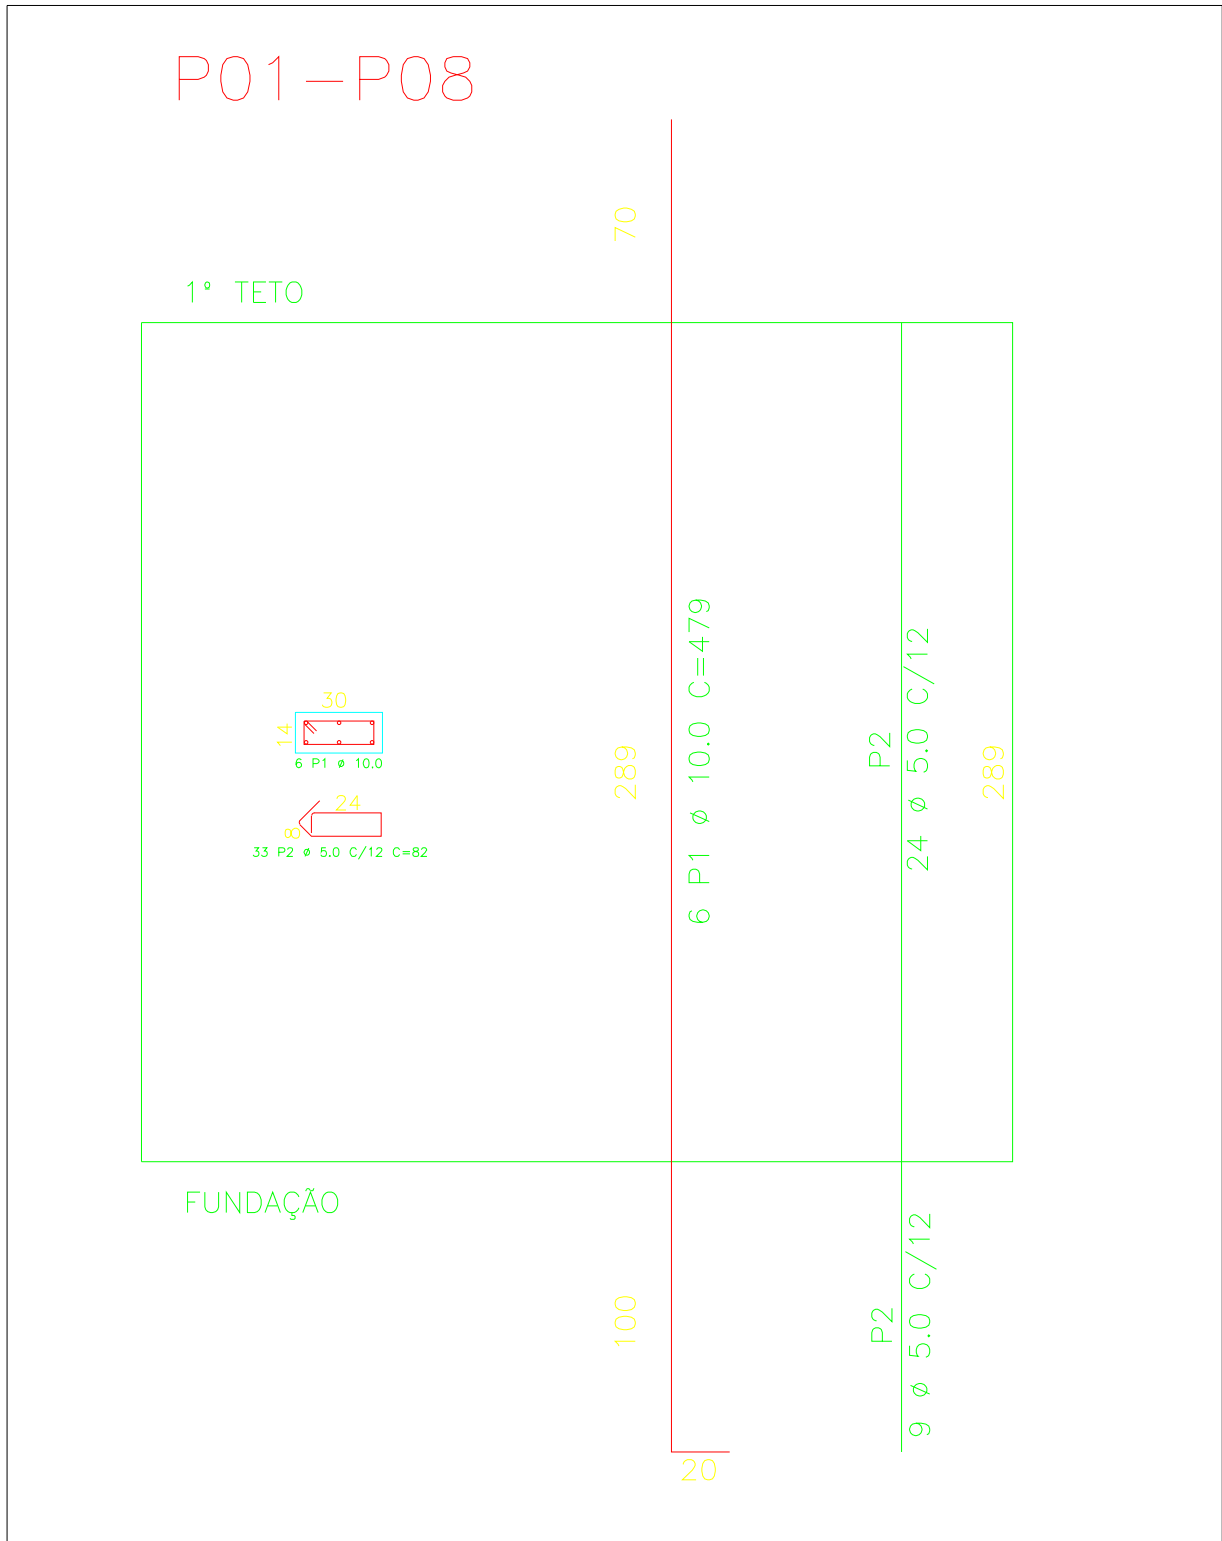 P01-P08
70
1° TETO
6 P1 ø 10.0 C=479
289
P2
24 ø 5.0 C/12
289
30
14
6 P1 ø 10.0
24
8
33 P2 ø 5.0 C/12 C=82
FUNDAÇÃO
100
P2
9 ø 5.0 C/12
20